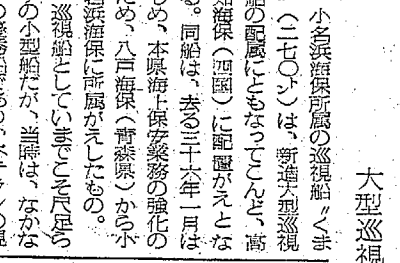 大型巡視
小名浜海保所属の巡視船〃くま
（二七〇㌧）は、新造大型巡視
船の配属にともなってこんど、高
知海保（四国）に配置がえとな
る。同船は、去る三十六年一月は
じめ、本県海上保安業務の強化の
ため、八戸海保（青森県）から小
名浜海保に所属がえしたもの。
巡視船としていまでこそ尺足ら
の小型船だが、当時は、なかな